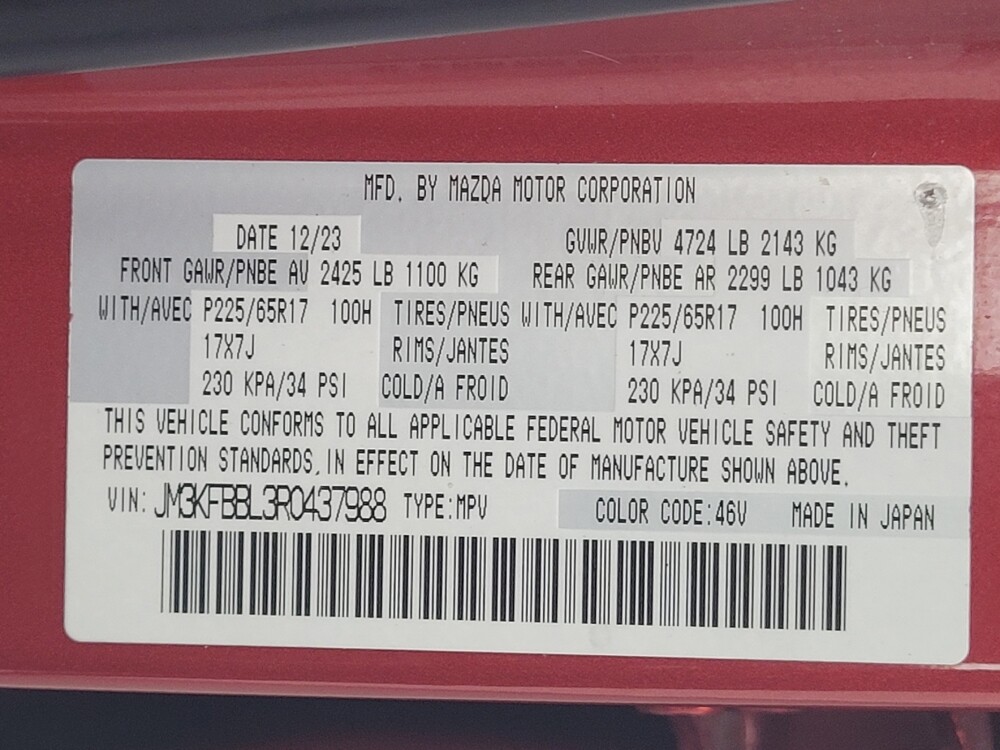 MFD. BY MAZDA MOTOR CORPORATION
DATE 12/23 GVWR/PNBV 4724 LB 2143 KG
FRONT GAWR/PNBE AV 2425 LB 1100 KG REAR GAWR/PNBE AR 2299 LB 1043 KG
WITH/AVEC P225/65R17 100H TIRES/PNEUS WITH/AVEC P225/65R17 100H TIRES/PNEUS
17X7J RIMS/JANTES 17X7J RIMS/JANTES
230 KPA/34 PSI COLD/A FROID 230 KPA/34 PSI COLD/A FROID
THIS VEHICLE CONFORMS TO ALL APPLICABLE FEDERAL MOTOR VEHICLE SAFETY AND THEFT
PREVENTION STANDARDS, IN EFFECT ON THE DATE OF MANUFACTURE SHOWN ABOVE.
VIN: JM3KFBBL3R0437988 TYPE:MPV COLOR CODE:46V MADE IN JAPAN